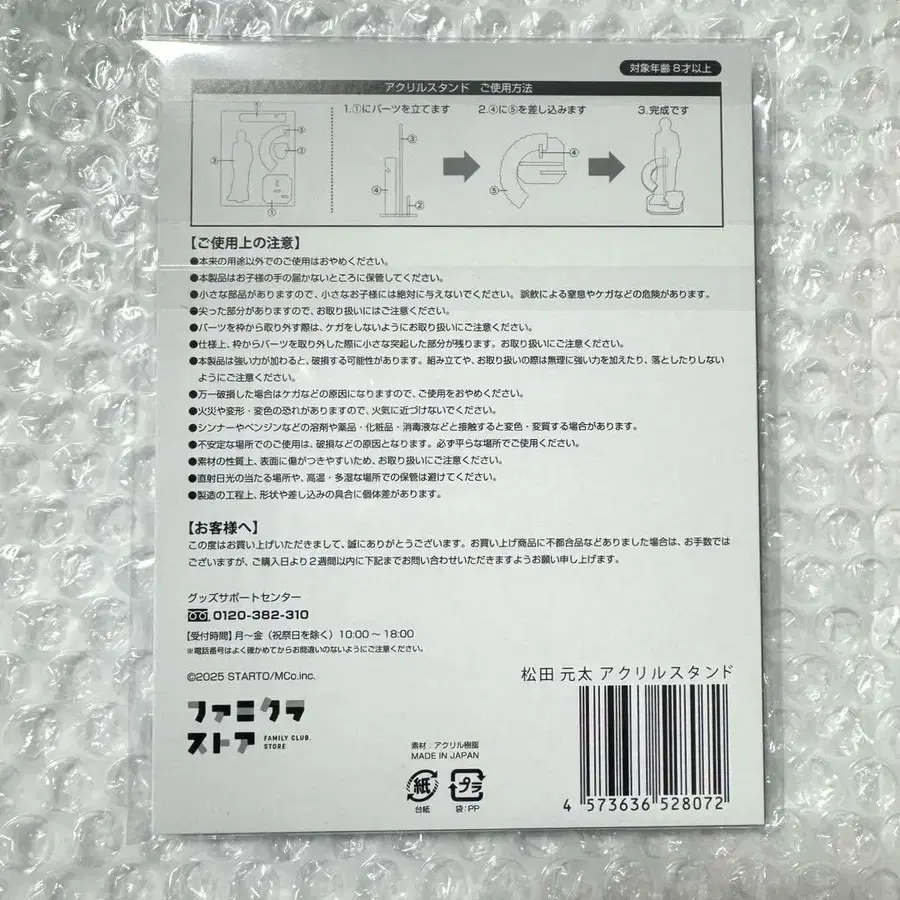 対象年齢 8才以上
アクリルスタンド ご使用方法
1.①にパーツを立てます
2.④に⑤を差し込みます
3.完成です
【ご使用上の注意】
●本来の用途以外でのご使用はおやめください。
●本製品はお子様の手の届かないところに保管してください。
●小さな部品がありますので、小さなお子様には絶対に与えないでください。誤飲による窒息やケガなどの危険があります。
●尖った部分がありますので、お取り扱いにはご注意ください。
●パーツを枠から取り外す際は、ケガをしないようにお取り扱いにご注意ください。
●仕様上、枠からパーツを取り外した際に小さな突起した部分が残ります。お取り扱いにご注意ください。
●本製品は強い力が加わると、破損する可能性があります。組み立てや、お取り扱いの際は無理に強い力を加えたり、落としたりしない
ようにご注意ください。
●万一破損した場合はケガなどの原因になりますので、ご使用をおやめください。
●火災や変形・変色の恐れがありますので、火気に近づけないでください。
●シンナーやベンジンなどの溶剤や薬品・化粧品・消毒液などと接触すると変色・変質する場合があります。
●不安定な場所でのご使用は、破損などの原因となります。必ず平らな場所でご使用ください。
●素材の性質上、表面に傷がつきやすいため、お取り扱いにご注意ください。
●直射日光の当たる場所や、高温・多湿な場所での保管は避けてください。
●製造の工程上、形状や差し込みの具合に個体差があります。
【お客様へ】
この度はお買い上げいただきまして、誠にありがとうございます。お買い上げ商品に不都合品などありました場合は、お手数では
ございますが、ご購入日より2週間以内に下記までお問い合わせいただきますようお願い申し上げます。
グッズサポートセンター
0120-382-310
【受付時間】月〜金（祝祭日を除く）10:00〜18:00
※電話番号はよく確かめてからお間違いのないようにご注意ください。
©2025 STARTO/MCo.inc.
松田 元太 アクリルスタンド
ファミクラ
ストア
FAMILY CLUB.
STORE
素材：アクリル樹脂
MADE IN JAPAN
紙
台紙
プラ
袋：PP
4 573636 528072